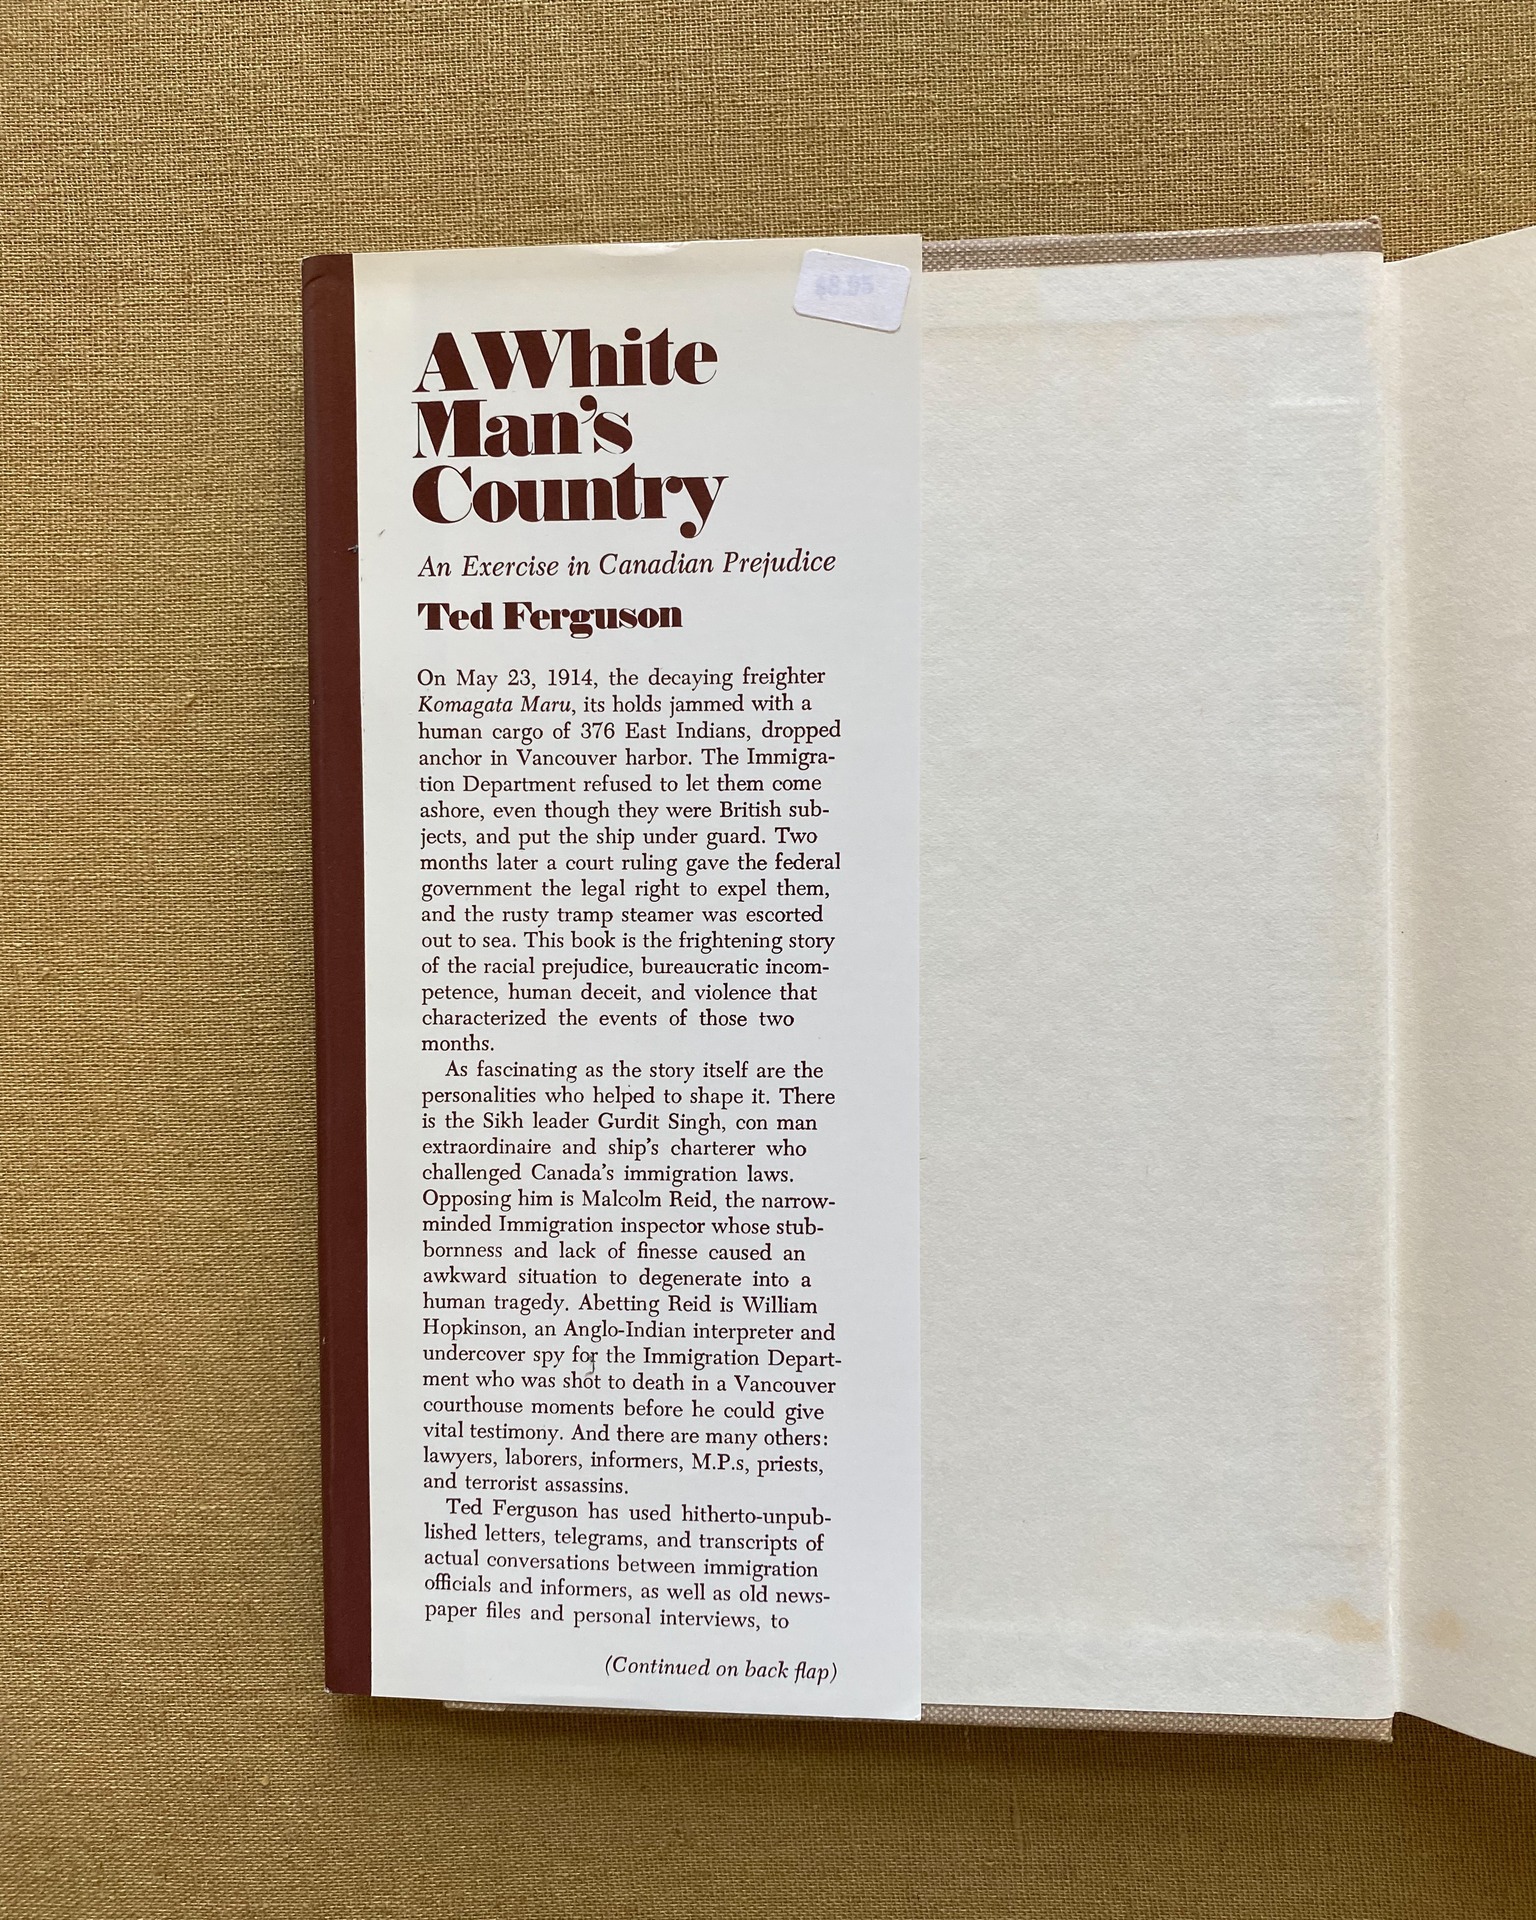 A White
Man's
Country
An Exercise in Canadian Prejudice
Ted Ferguson
On May 23, 1914, the decaying freighter
Komagata Maru, its holds jammed with a
human cargo of 376 East Indians, dropped
anchor in Vancouver harbor. The Immigra-
tion Department refused to let them come
ashore, even though they were British sub-
jects, and put the ship under guard. Two
months later a court ruling gave the federal
government the legal right to expel them,
and the rusty tramp steamer was escorted
out to sea. This book is the frightening story
of the racial prejudice, bureaucratic incom-
petence, human deceit, and violence that
characterized the events of those two
months.
As fascinating as the story itself are the
personalities who helped to shape it. There
is the Sikh leader Gurdit Singh, con man
extraordinaire and ship's charterer who
challenged Canada's immigration laws.
Opposing him is Malcolm Reid, the narrow-
minded Immigration inspector whose stub-
bornness and lack of finesse caused an
awkward situation to degenerate into a
human tragedy. Abetting Reid is William
Hopkinson, an Anglo-Indian interpreter and
undercover spy for the Immigration Depart-
ment who was shot to death in a Vancouver
courthouse moments before he could give
vital testimony. And there are many others:
lawyers, laborers, informers, M.P.s, priests,
and terrorist assassins.
Ted Ferguson has used hitherto-unpub-
lished letters, telegrams, and transcripts of
actual conversations between immigration
officials and informers, as well as old news-
paper files and personal interviews, to
(Continued on back flap)